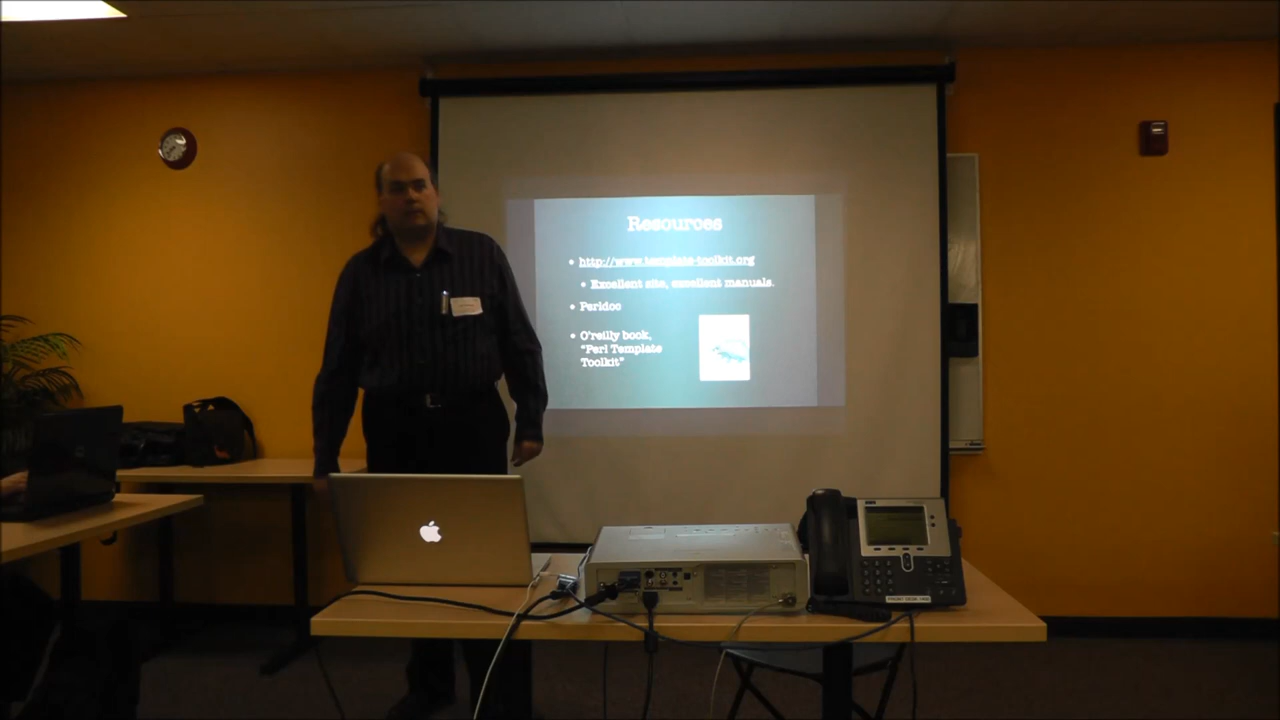 Resources
• http://www.template-toolkit.org
• Excellent site, excellent manuals.
• Perldoc
• O'reilly book,
"Perl Template
Toolkit"